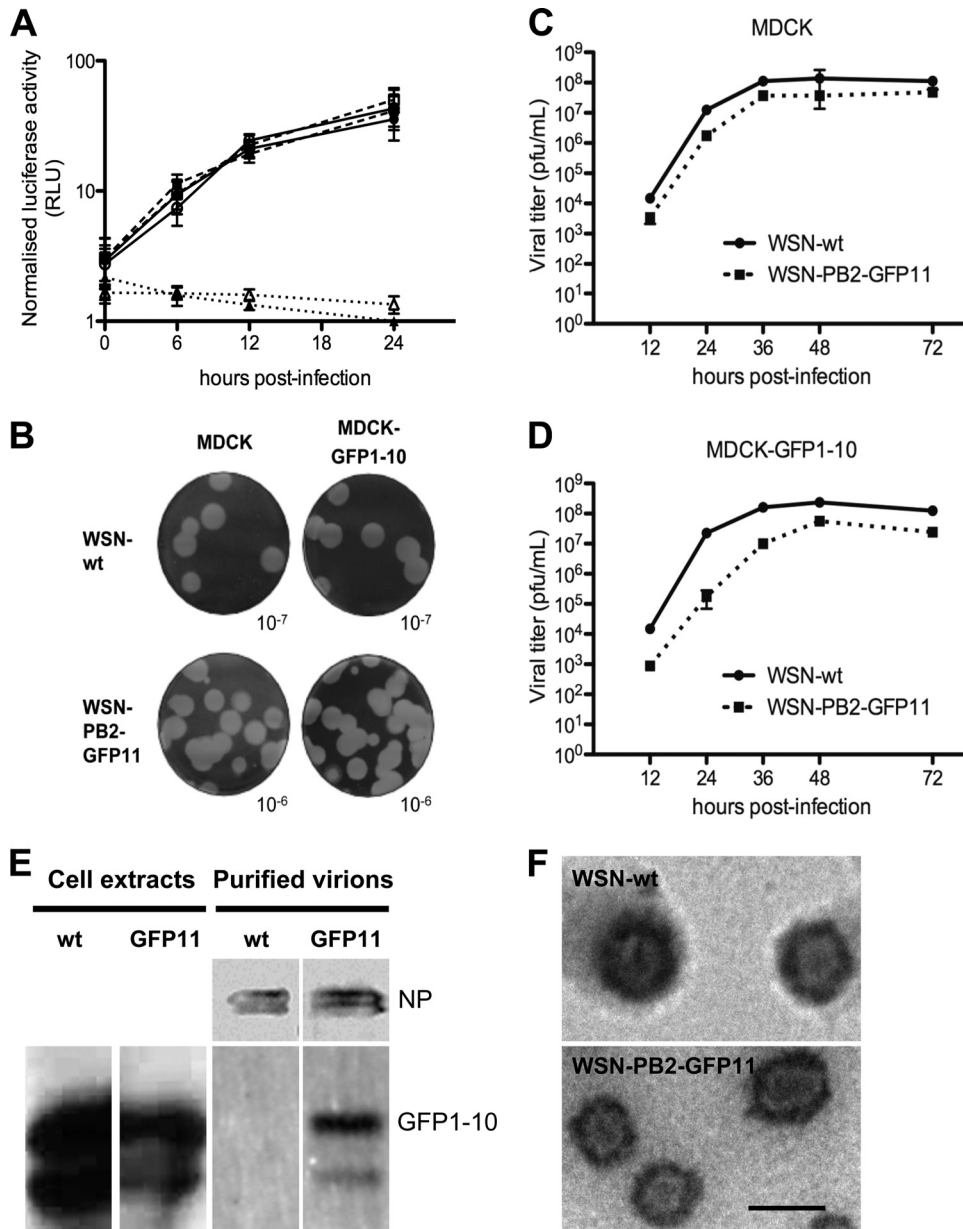 A
Normalised luciferase activity
(RLU)
100
10
1
0
6
12
18
24
hours post-infection
B
MDCK
MDCK-
GFP1-10
WSN-
wt
10-7
10-7
WSN-
PB2-
GFP11
10-6
10-6
C
MDCK
Viral titer (pfu/mL)
10⁹
10⁸
10⁷
10⁶
10⁵
10⁴
10³
10²
10¹
10⁰
WSN-wt
WSN-PB2-GFP11
12
24
36
48
72
hours post-infection
D
MDCK-GFP1-10
Viral titer (pfu/mL)
10⁹
10⁸
10⁷
10⁶
10⁵
10⁴
10³
10²
10¹
10⁰
WSN-wt
WSN-PB2-GFP11
12
24
36
48
72
hours post-infection
E
Cell extracts
Purified virions
wt
GFP11
wt
GFP11
NP
GFP1-10
F
WSN-wt
WSN-PB2-GFP11